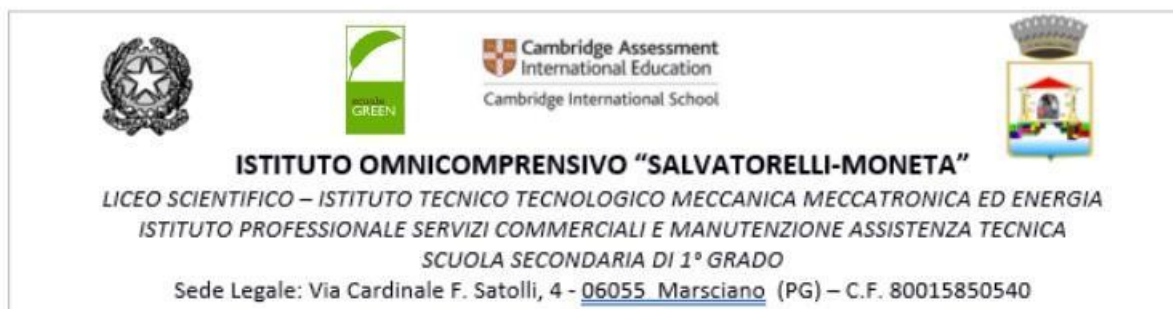 scuola
GREEN
Cambridge Assessment
International Education
Cambridge International School
ISTITUTO OMNICOMPRENSIVO “SALVATORELLI-MONETA”
LICEO SCIENTIFICO – ISTITUTO TECNICO TECNOLOGICO MECCANICA MECCATRONICA ED ENERGIA
ISTITUTO PROFESSIONALE SERVIZI COMMERCIALI E MANUTENZIONE ASSISTENZA TECNICA
SCUOLA SECONDARIA DI 1° GRADO
Sede Legale: Via Cardinale F. Satolli, 4 - 06055 Marsciano (PG) – C.F. 80015850540